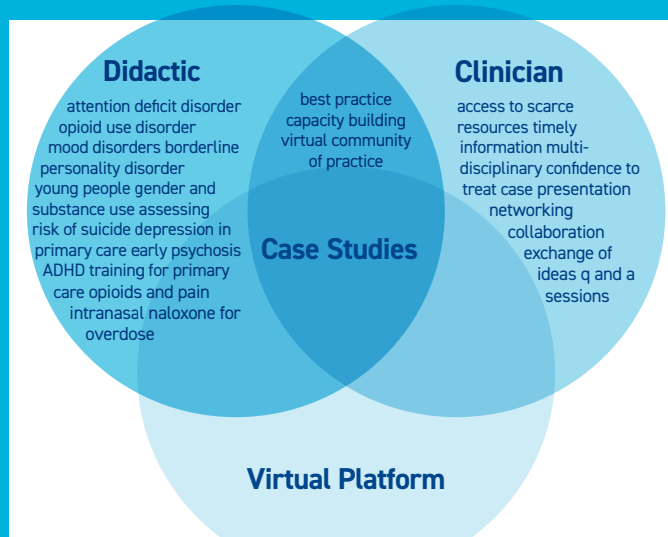 Didactic
attention deficit disorder
opioid use disorder
mood disorders borderline
personality disorder
young people gender and
substance use assessing
risk of suicide depression in
primary care early psychosis
ADHD training for primary
care opioids and pain
intranasal naloxone for
overdose
best practice
capacity building
virtual community
of practice
Clinician
access to scarce
resources timely
information multi-
disciplinary confidence to
treat case presentation
networking
collaboration
exchange of
ideas q and a
sessions
Case Studies
Virtual Platform